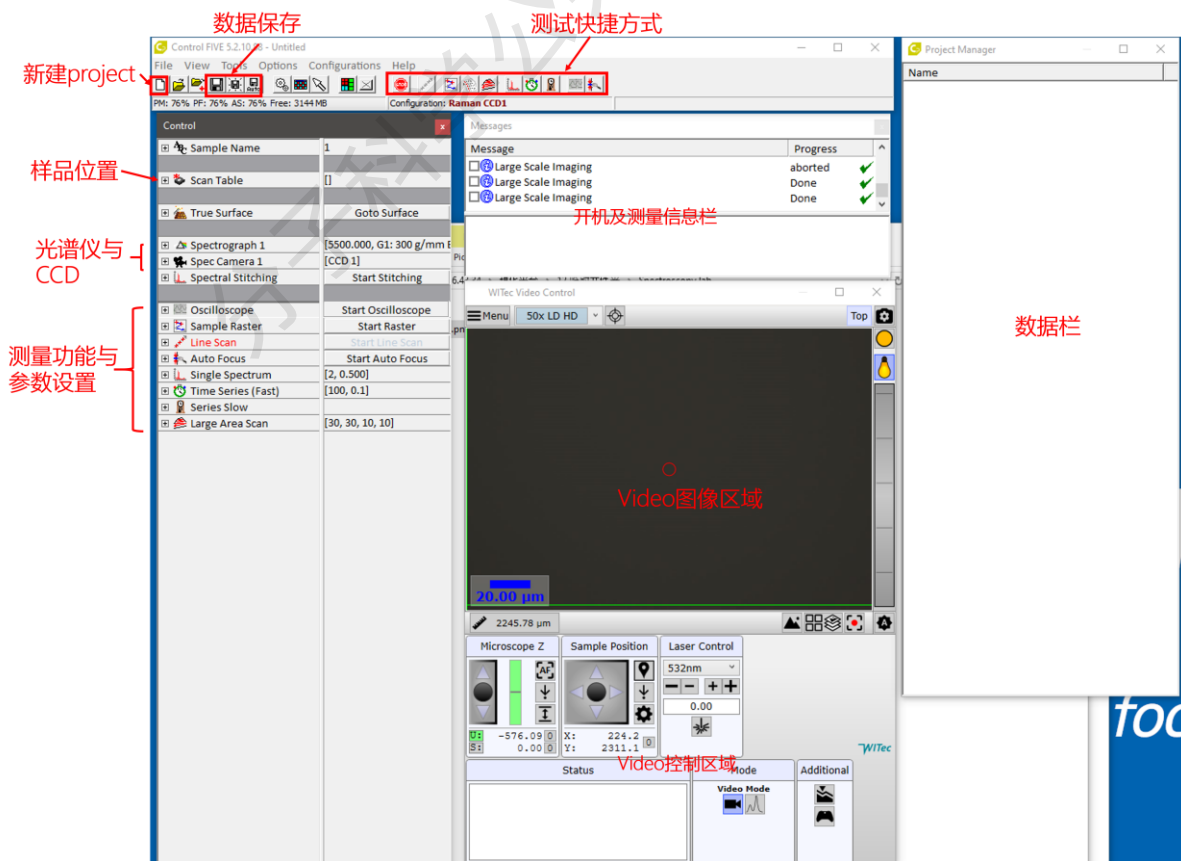 数据保存
测试快捷方式
新建project
Control FIVE 5.2.10.98 - Untitled
File View Tools Options Configurations Help
PM: 76% PF: 76% AS: 76% Free: 3144 MB
Configuration: Raman CCD1
Project Manager
Name
Control
Sample Name 1
样品位置
Scan Table []
True Surface Goto Surface
光谱仪与
CCD
Spectrograph 1 [5500.000, G1: 300 g/mm
Spec Camera 1 [CCD 1]
Spectral Stitching Start Stitching
测量功能与
参数设置
Oscilloscope Start Oscilloscope
Sample Raster Start Raster
Line Scan Start Line Scan
Auto Focus Start Auto Focus
Single Spectrum [2, 0.500]
Time Series (Fast) [100, 0.1]
Series Slow
Large Area Scan [30, 30, 10, 10]
Messages
Message Progress
Large Scale Imaging aborted
Large Scale Imaging Done
Large Scale Imaging Done
开机及测量信息栏
WITec Video Control
Menu 50x LD HD Top
Video图像区域
20.00 µm
2245.78 µm
数据栏
Microscope Z Sample Position Laser Control
532nm
0.00
U: -576.09 0 X: 224.2 0
S: 0.00 0 Y: 2311.1
WITec
Video控制区域
Status Mode Additional
Video Mode
foc
分子科学公